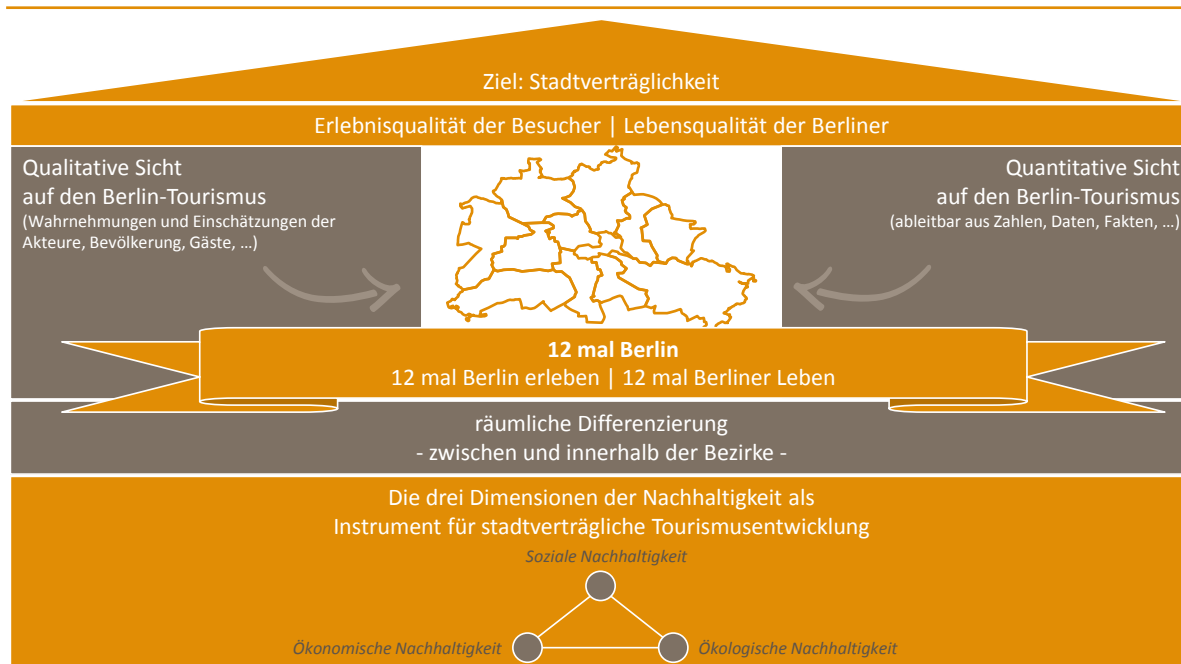 Ziel: Stadtverträglichkeit
Erlebnisqualität der Besucher | Lebensqualität der Berliner
Qualitative Sicht
auf den Berlin-Tourismus
(Wahrnehmungen und Einschätzungen der
Akteure, Bevölkerung, Gäste, ...)
Quantitative Sicht
auf den Berlin-Tourismus
(ableitbar aus Zahlen, Daten, Fakten, ...)
12 mal Berlin
12 mal Berlin erleben | 12 mal Berliner Leben
räumliche Differenzierung
- zwischen und innerhalb der Bezirke -
Die drei Dimensionen der Nachhaltigkeit als
Instrument für stadtverträgliche Tourismusentwicklung
Soziale Nachhaltigkeit
Ökonomische Nachhaltigkeit
Ökologische Nachhaltigkeit